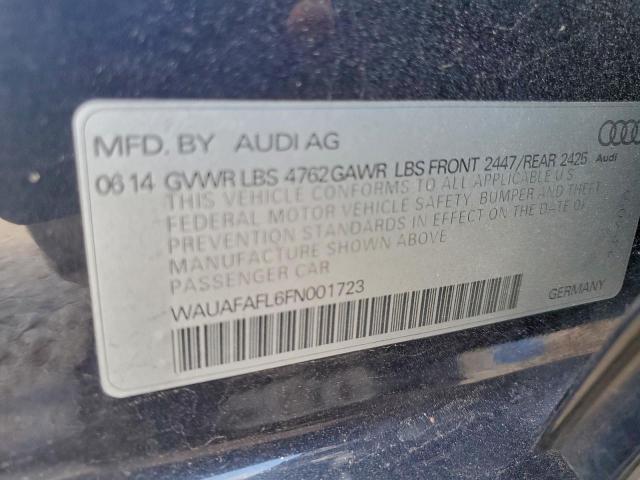 MFD. BY AUDI AG
Audi
06 14 GVWR LBS 4762 GAWR LBS FRONT 2447/REAR 2425
THIS VEHICLE CONFORMS TO ALL APPLICABLE U.S
FEDERAL MOTOR VEHICLE SAFETY, BUMPER AND THEFT
PREVENTION STANDARDS IN EFFECT ON THE DATE OF
MANUFACTURE SHOWN ABOVE
PASSENGER CAR
WAUAFAFL6FN001723
GERMANY